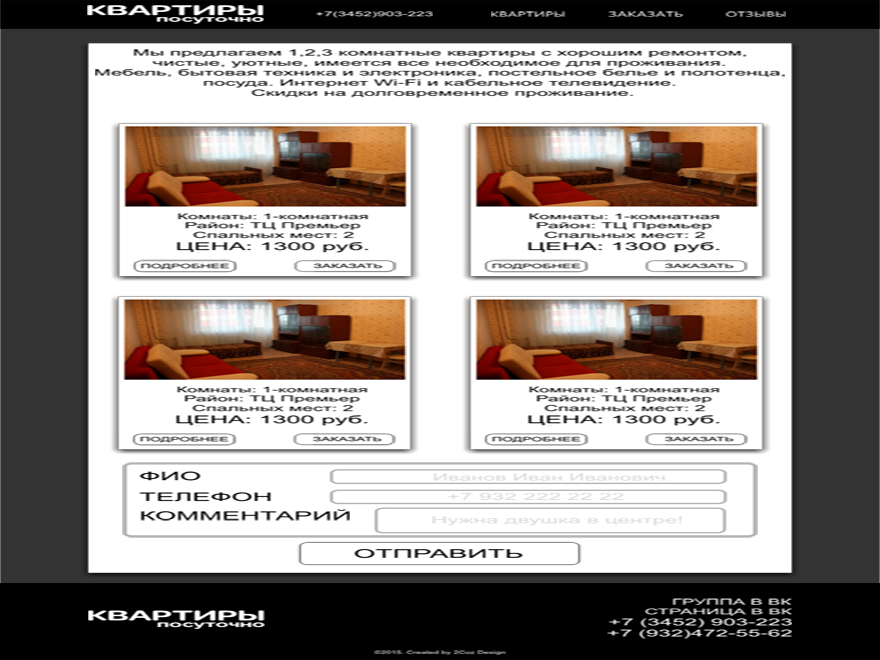 КВАРТИРЫ
посуточно
+7(3452)903-223
КВАРТИРЫ
ЗАКАЗАТЬ
ОТЗЫВЫ
Мы предлагаем 1,2,3 комнатные квартиры с хорошим ремонтом,
чистые, уютные, имеется все необходимое для проживания.
Мебель, бытовая техника и электроника, постельное белье и полотенца,
посуда. Интернет Wi-Fi и кабельное телевидение.
Скидки на долговременное проживание.
Комнаты: 1-комнатная
Район: ТЦ Премьер
Спальных мест: 2
ЦЕНА: 1300 руб.
ПОДРОБНЕЕ
ЗАКАЗАТЬ
Комнаты: 1-комнатная
Район: ТЦ Премьер
Спальных мест: 2
ЦЕНА: 1300 руб.
ПОДРОБНЕЕ
ЗАКАЗАТЬ
Комнаты: 1-комнатная
Район: ТЦ Премьер
Спальных мест: 2
ЦЕНА: 1300 руб.
ПОДРОБНЕЕ
ЗАКАЗАТЬ
Комнаты: 1-комнатная
Район: ТЦ Премьер
Спальных мест: 2
ЦЕНА: 1300 руб.
ПОДРОБНЕЕ
ЗАКАЗАТЬ
ФИО
Иванов Иван Иванович
ТЕЛЕФОН
+7 932 222 22 22
КОММЕНТАРИЙ
Нужна двушка в центре!
ОТПРАВИТЬ
КВАРТИРЫ
посуточно
ГРУППА В ВК
СТРАНИЦА В ВК
+7 (3452) 903-223
+7 (932)472-55-62
©2015. Created by 2Coz Design